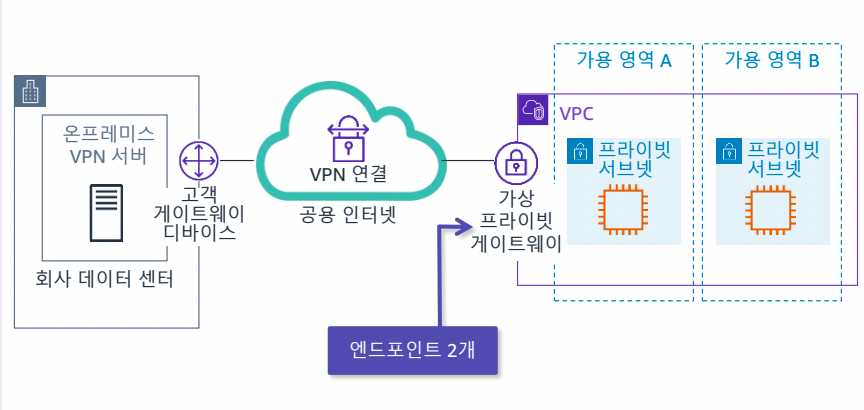 가용 영역 A
가용 영역 B
VPC
온프레미스
VPN 서버
회사 데이터 센터
고객
게이트웨이
디바이스
VPN 연결
공용 인터넷
가상
프라이빗
게이트웨이
프라이빗
서브넷
프라이빗
서브넷
엔드포인트 2개